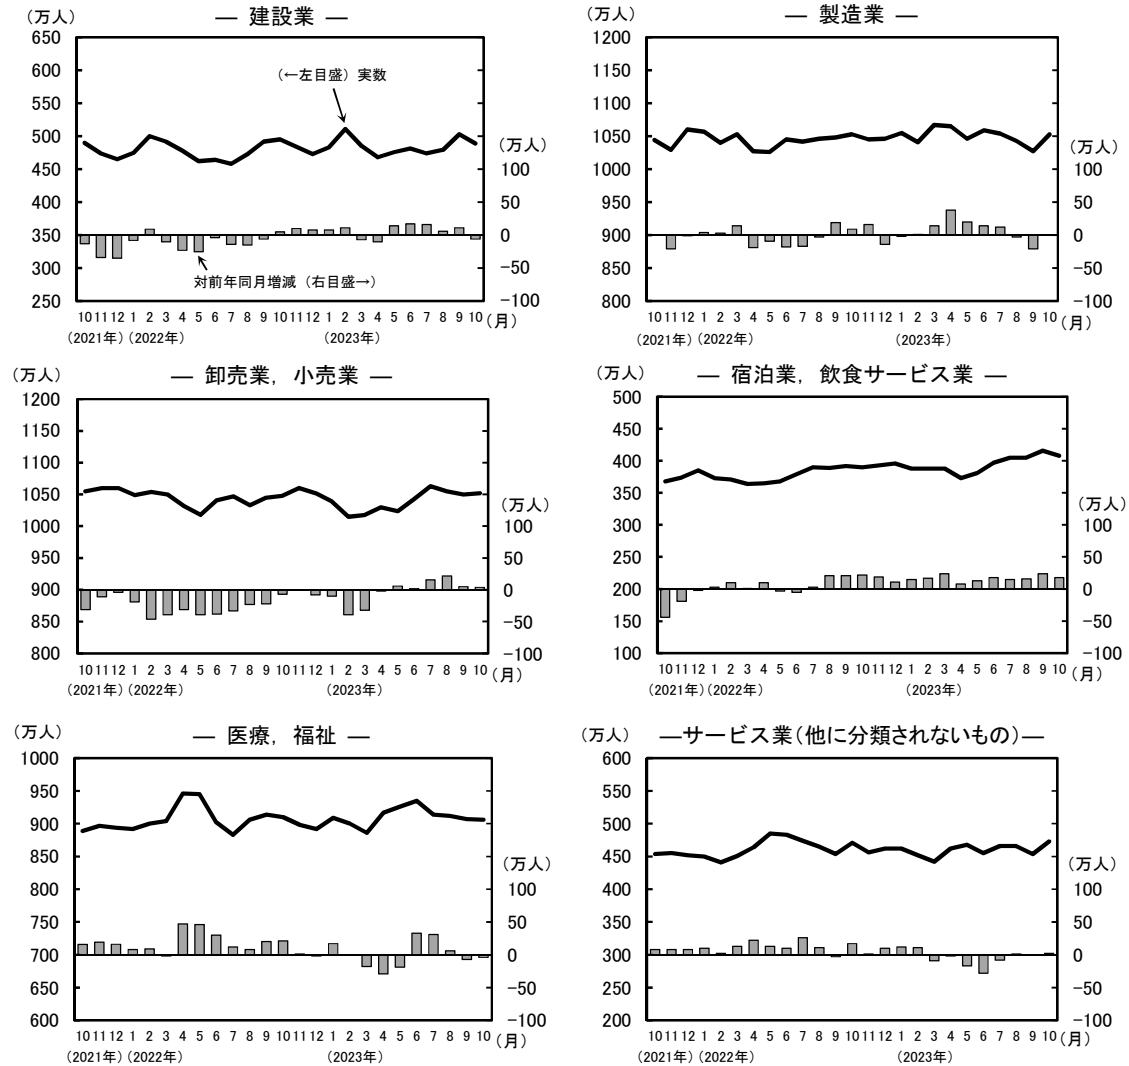 (万人)
― 建設業 ―
650
600
550
500
450
400
350
300
250
(←左目盛) 実数
対前年同月増減 (右目盛→)
(万人)
100
50
0
-50
-100
10 11 12 1 2 3 4 5 6 7 8 9 10 11 12 1 2 3 4 5 6 7 8 9 10 (月)
(2021年) (2022年) (2023年)
(万人)
― 製造業 ―
1200
1150
1100
1050
1000
950
900
850
800
(万人)
100
50
0
-50
-100
10 11 12 1 2 3 4 5 6 7 8 9 10 11 12 1 2 3 4 5 6 7 8 9 10 (月)
(2021年) (2022年) (2023年)
(万人)
― 卸売業, 小売業 ―
1200
1150
1100
1050
1000
950
900
850
800
(万人)
100
50
0
-50
-100
10 11 12 1 2 3 4 5 6 7 8 9 10 11 12 1 2 3 4 5 6 7 8 9 10 (月)
(2021年) (2022年) (2023年)
(万人)
― 宿泊業, 飲食サービス業 ―
500
450
400
350
300
250
200
150
100
(万人)
100
50
0
-50
-100
10 11 12 1 2 3 4 5 6 7 8 9 10 11 12 1 2 3 4 5 6 7 8 9 10 (月)
(2021年) (2022年) (2023年)
(万人)
― 医療, 福祉 ―
1000
950
900
850
800
750
700
650
600
(万人)
100
50
0
-50
-100
10 11 12 1 2 3 4 5 6 7 8 9 10 11 12 1 2 3 4 5 6 7 8 9 10 (月)
(2021年) (2022年) (2023年)
(万人)
―サービス業(他に分類されないもの)―
600
550
500
450
400
350
300
250
200
(万人)
100
50
0
-50
-100
10 11 12 1 2 3 4 5 6 7 8 9 10 11 12 1 2 3 4 5 6 7 8 9 10 (月)
(2021年) (2022年) (2023年)